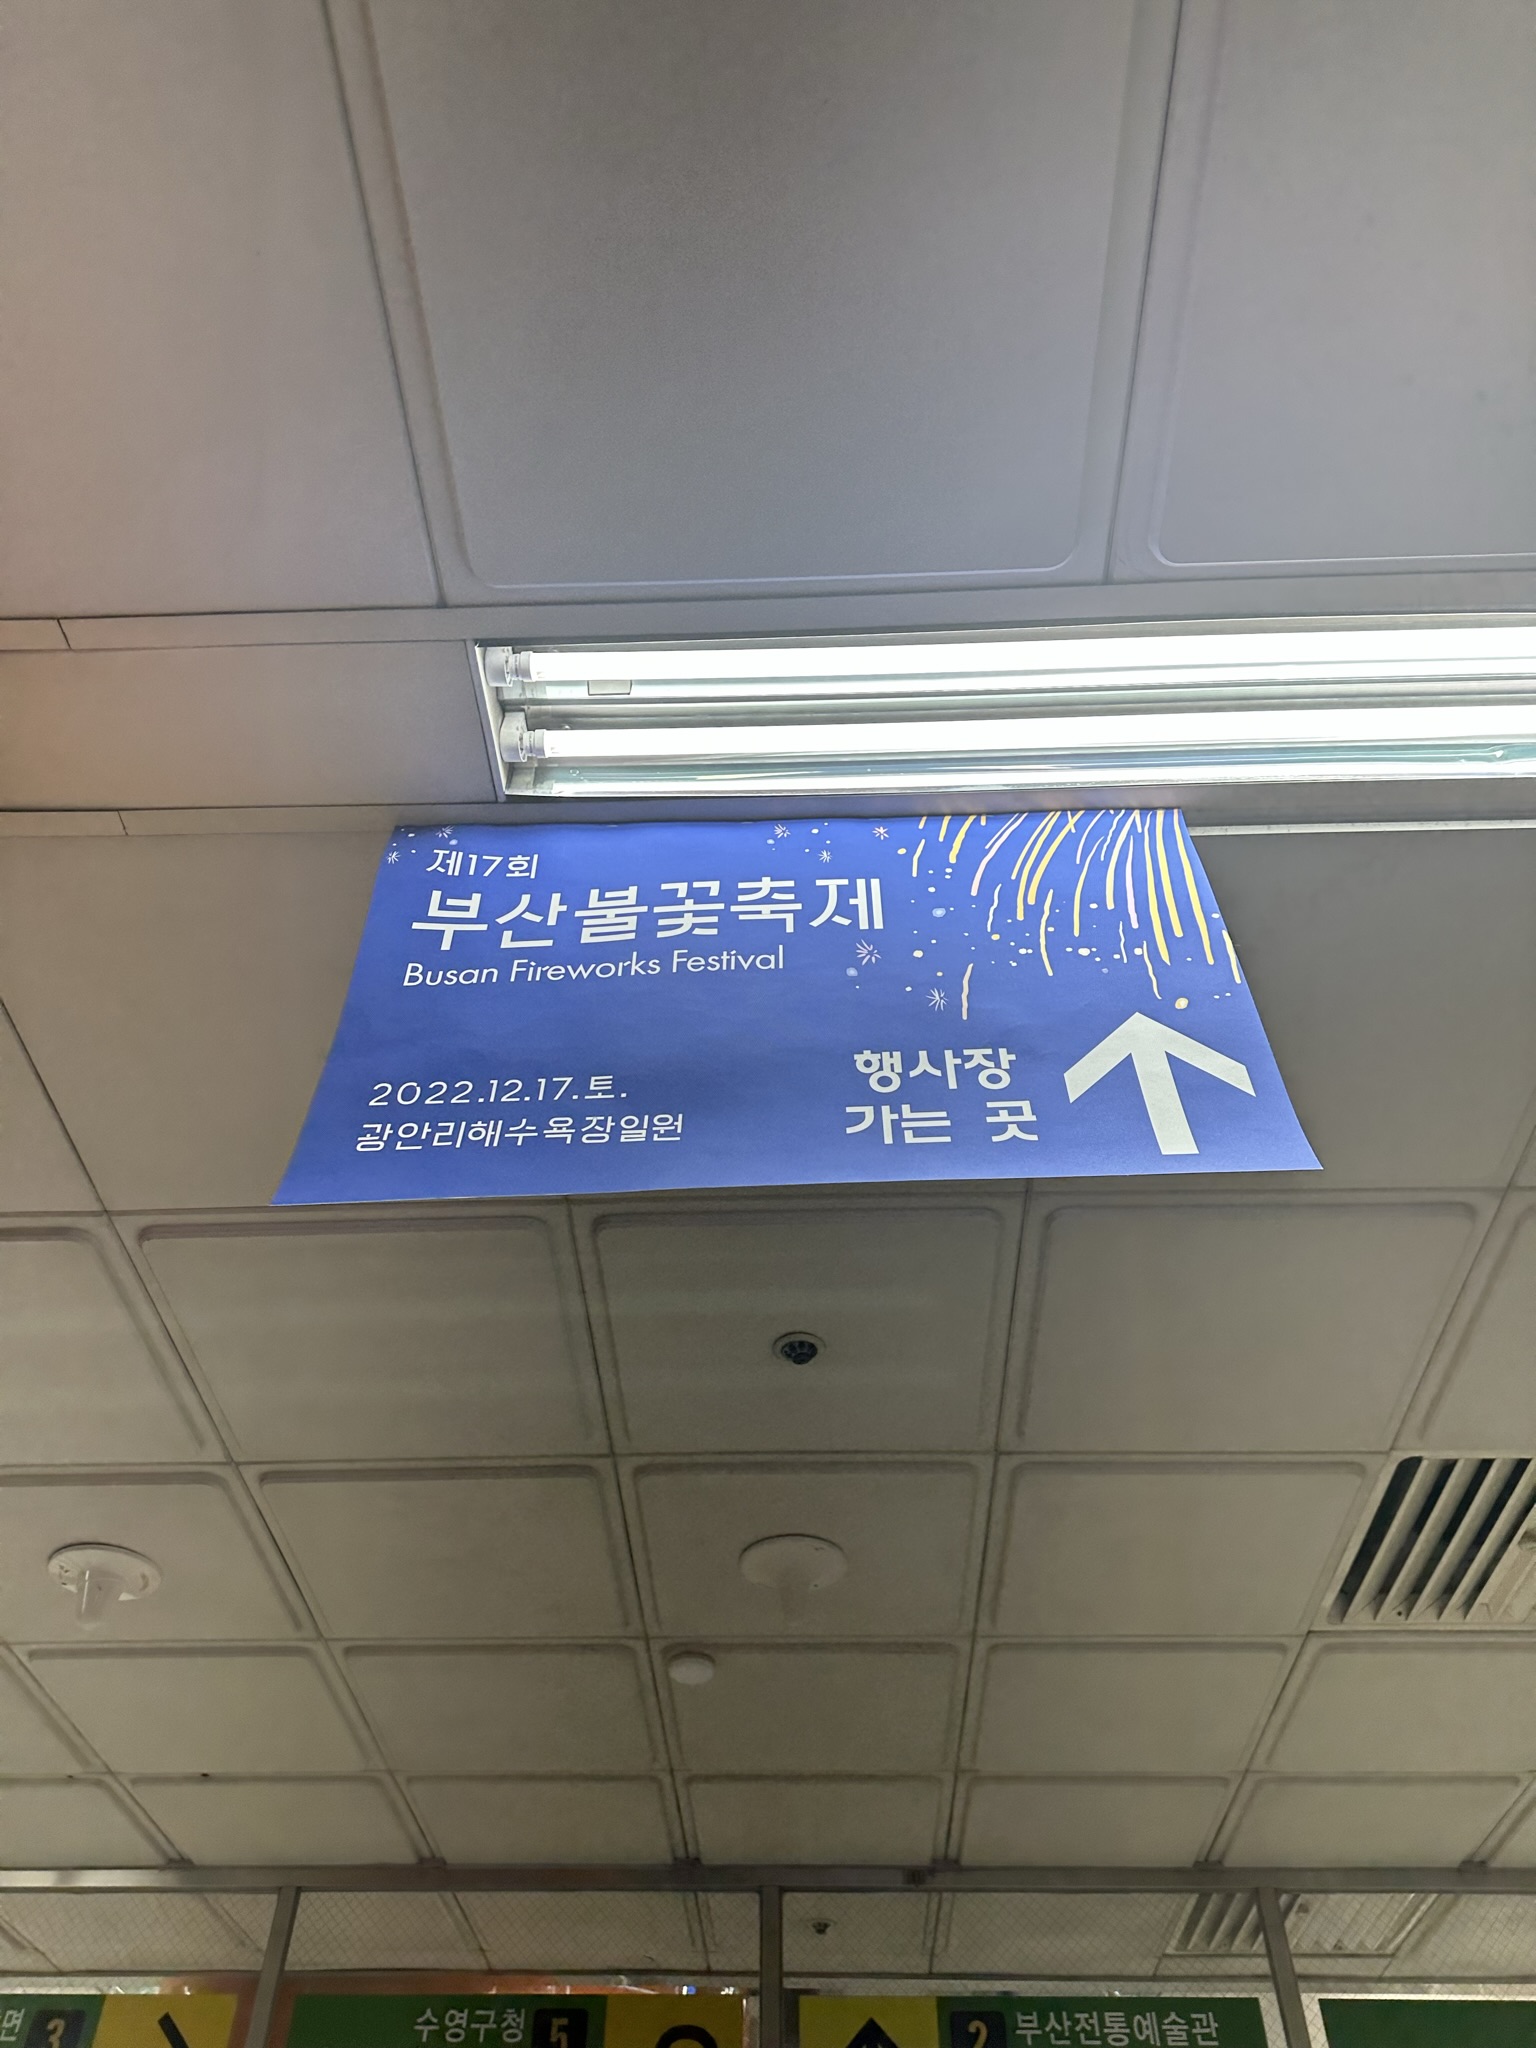 제17회
부산불꽃축제
Busan Fireworks Festival
2022.12.17.토.
광안리해수욕장일원
행사장
가는 곳
3
수영구청 5
2 부산전통예술관